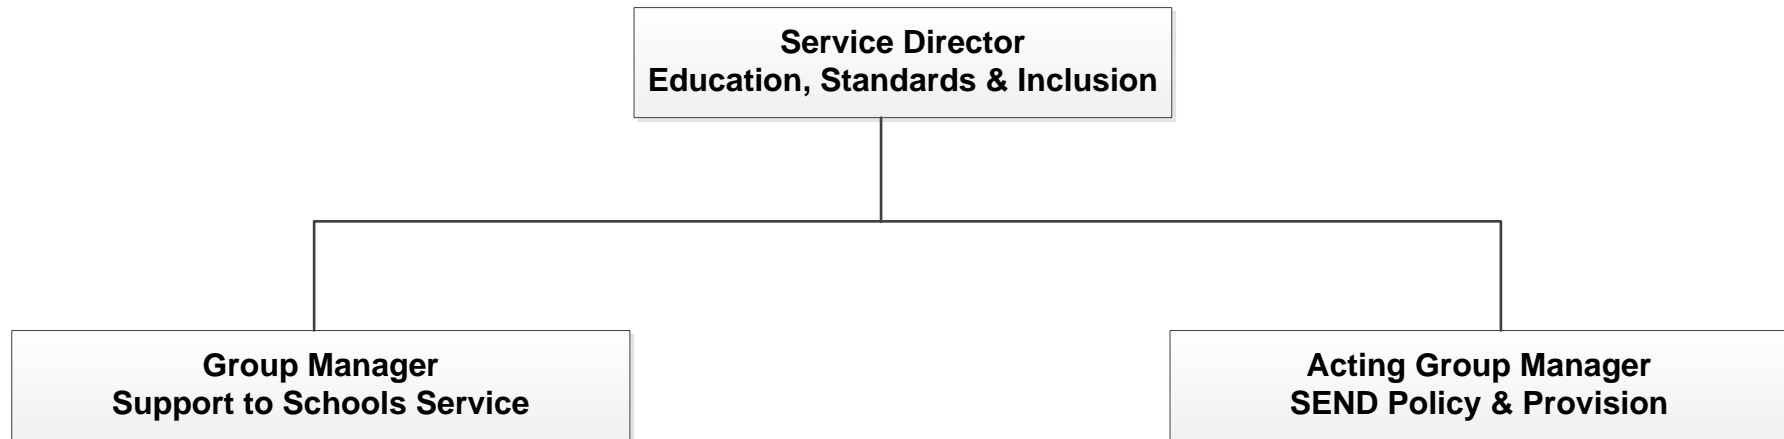 Service Director
Education, Standards & Inclusion
Group Manager
Support to Schools Service
Acting Group Manager
SEND Policy & Provision